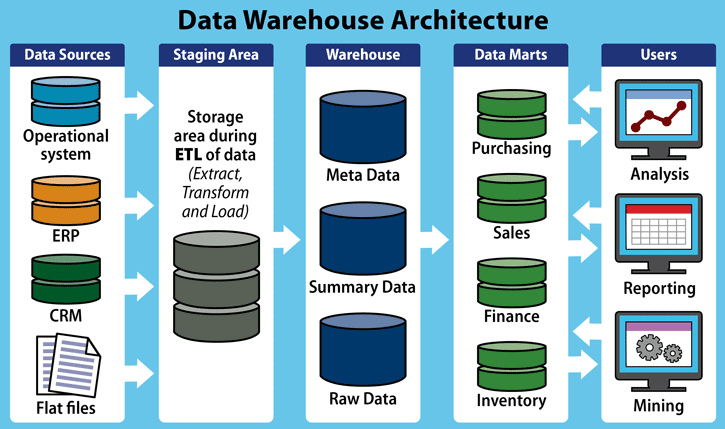 Data Warehouse Architecture
Data Sources
Operational
system
ERP
CRM
Flat files
Staging Area
Storage
area during
ETL of data
(Extract,
Transform
and Load)
Warehouse
Meta Data
Summary Data
Raw Data
Data Marts
Purchasing
Sales
Finance
Inventory
Users
Analysis
Reporting
Mining